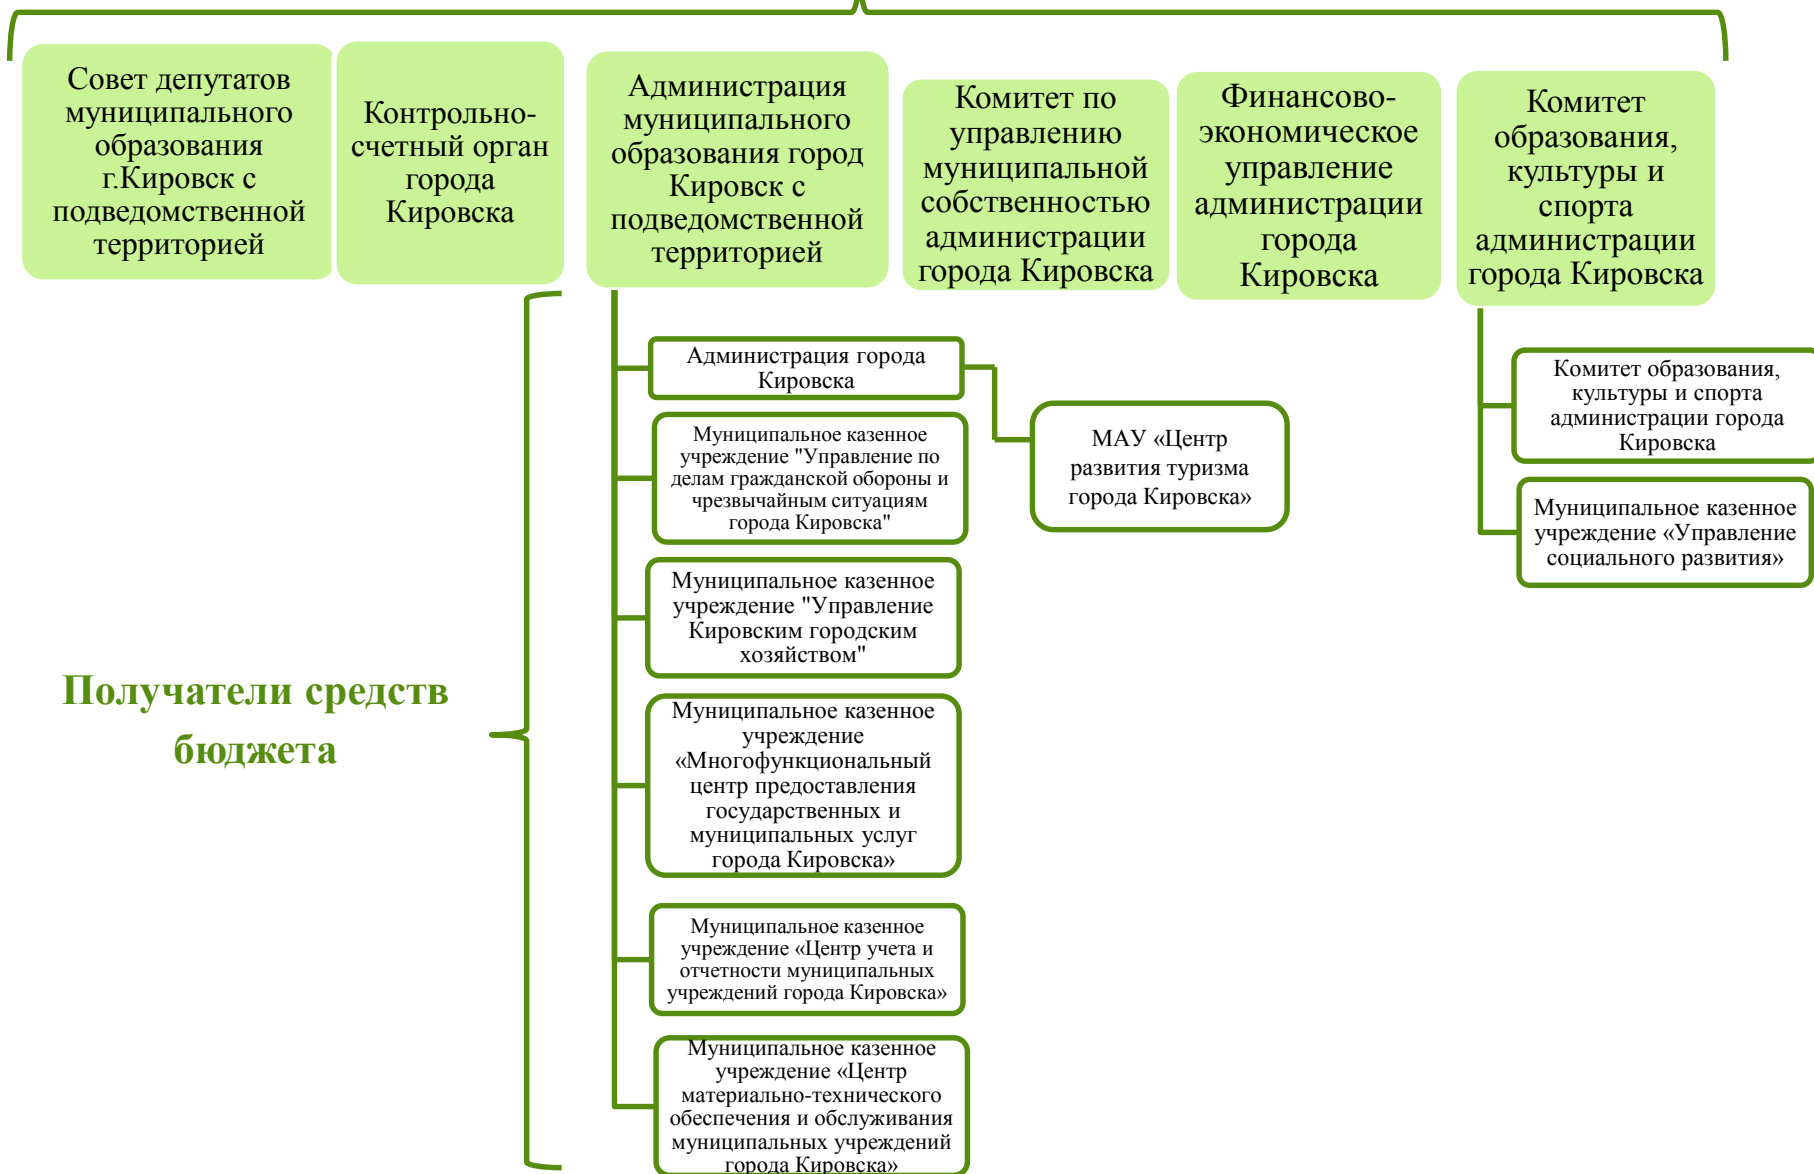 Совет депутатов
муниципального
образования
г.Кировск с
подведомственной
территорией
Контрольно-
счетный орган
города
Кировска
Администрация
муниципального
образования город
Кировск с
подведомственной
территорией
Комитет по
управлению
муниципальной
собственностью
администрации
города Кировска
Финансово-
экономическое
управление
администрации
города
Кировска
Комитет
образования,
культуры и
спорта
администрации
города Кировска
Получатели средств
бюджета
Администрация города
Кировска
МАУ «Центр
развития туризма
города Кировска»
Муниципальное казенное
учреждение "Управление по
делам гражданской обороны и
чрезвычайным ситуациям
города Кировска"
Муниципальное казенное
учреждение "Управление
Кировским городским
хозяйством"
Муниципальное казенное
учреждение
«Многофункциональный
центр предоставления
государственных и
муниципальных услуг
города Кировска»
Муниципальное казенное
учреждение «Центр учета и
отчетности муниципальных
учреждений города Кировска»
Муниципальное казенное
учреждение «Центр
материально-технического
обеспечения и обслуживания
муниципальных учреждений
города Кировска»
Комитет образования,
культуры и спорта
администрации города
Кировска
Муниципальное казенное
учреждение «Управление
социального развития»